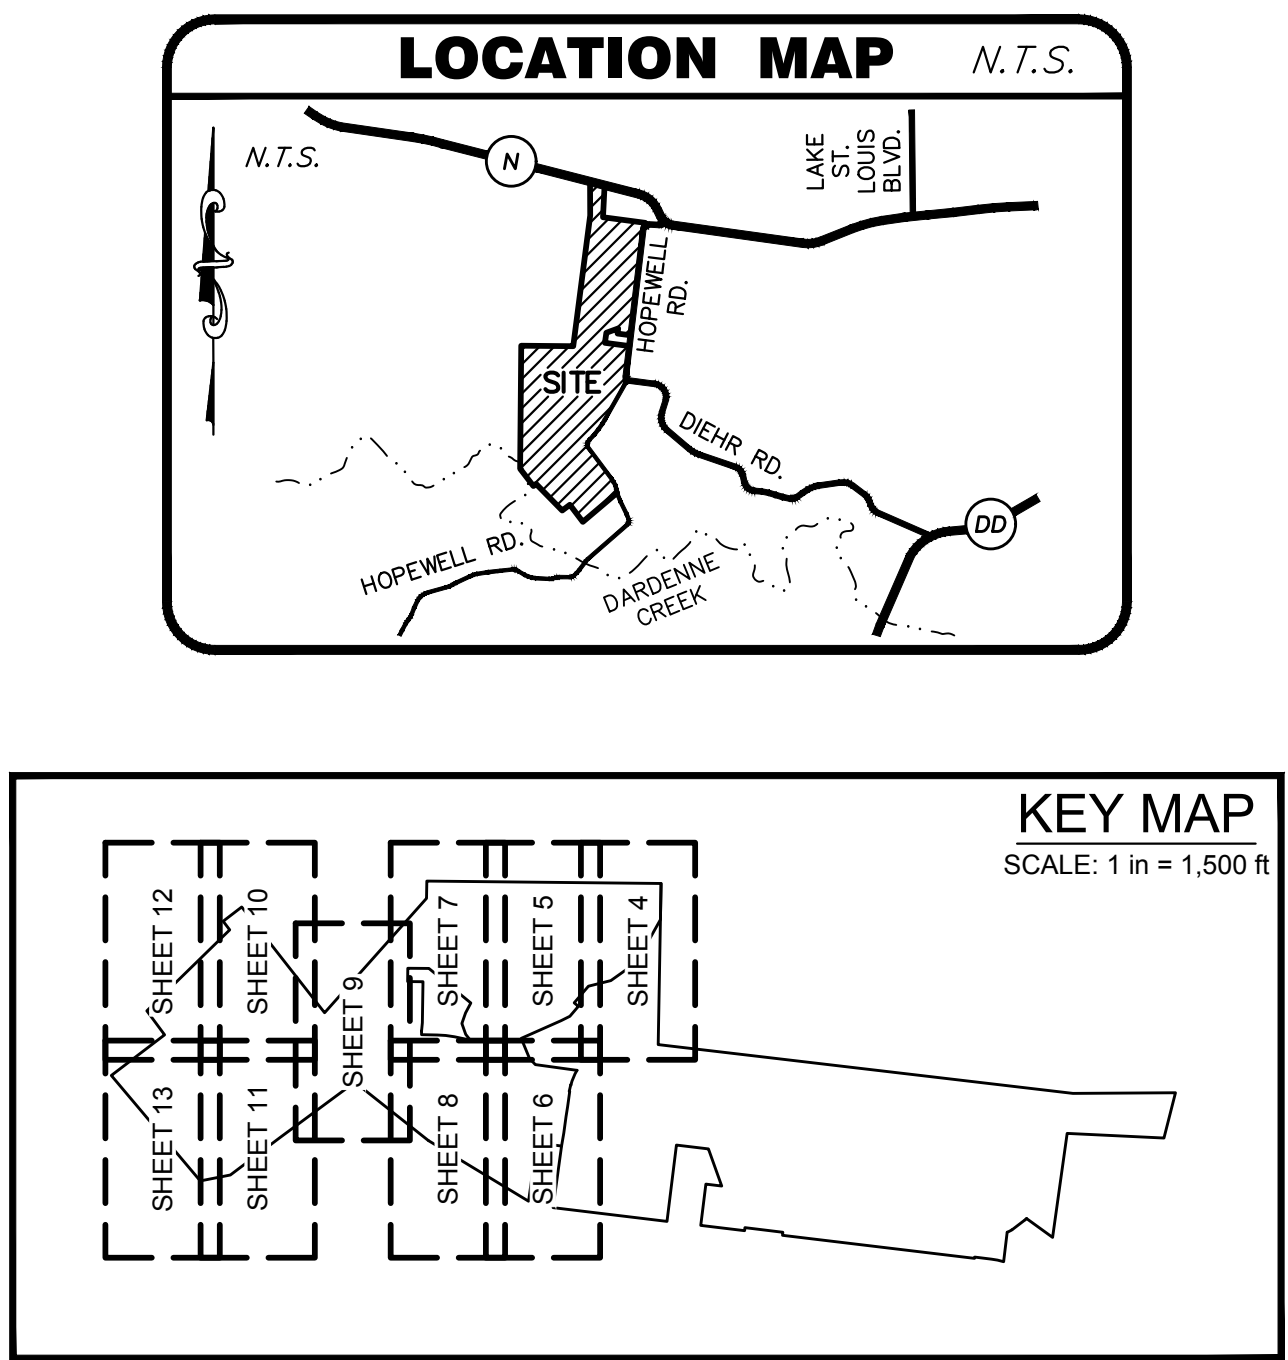 LOCATION MAP N.T.S.
N.T.S.
N
LAKE
ST.
LOUIS
BLVD.
HOPEWELL
RD.
SITE
DIEHR RD.
DD
HOPEWELL RD.
DARDENNE
CREEK
KEY MAP
SCALE: 1 in = 1,500 ft
SHEET 12
SHEET 10
SHEET 9
SHEET 7
SHEET 5
SHEET 4
SHEET 13
SHEET 11
SHEET 8
SHEET 6